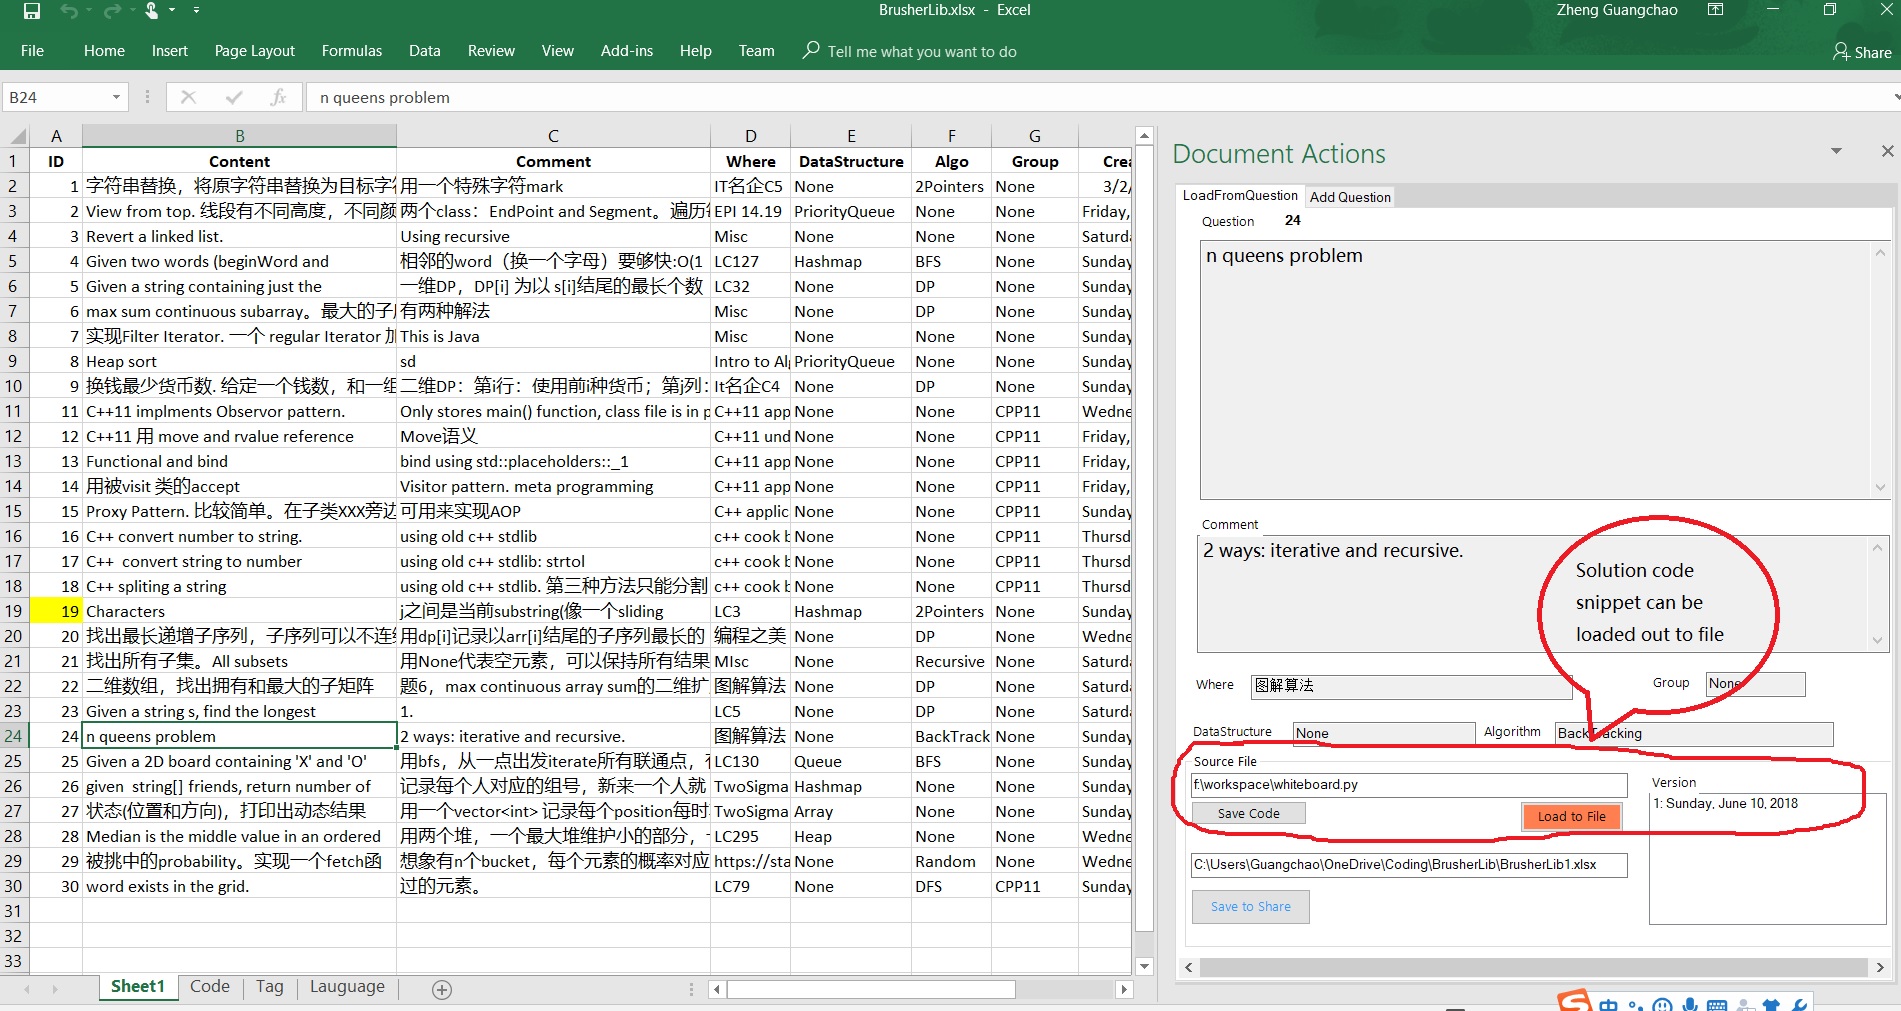 BrusherLib.xlsx - Excel
Zheng Guangchao
File Home Insert Page Layout Formulas Data Review View Add-ins Help Team Tell me what you want to do
Share
B24 fx n queens problem
A B C D E F G
1 ID Content Comment Where DataStructure Algo Group Crea
2 1 字符串替换，将原字符串替换为目标字符 用一个特殊字符mark IT名企C5 None 2Pointers None 3/2/
3 2 View from top. 线段有不同高度，不同颜 两个class：EndPoint and Segment。遍历 EPI 14.19 PriorityQueue None None Friday,
4 3 Revert a linked list. Using recursive Misc None None None Saturda
5 4 Given two words (beginWord and 相邻的word（换一个字母）要够快:O(1 LC127 Hashmap BFS None Sunday
6 5 Given a string containing just the 一维DP，DP[i] 为以 s[i]结尾的最长个数 LC32 None DP None Sunday
7 6 max sum continuous subarray。最大的子 有两种解法 Misc None DP None Sunday
8 7 实现Filter Iterator. 一个 regular Iterator 加 This is Java Misc None None None Sunday
9 8 Heap sort sd Intro to Al PriorityQueue None None Sunday
10 9 换钱最少货币数. 给定一个钱数，和一组 二维DP：第i行：使用前i种货币；第j列： It名企C4 None DP None Sunday
11 11 C++11 implments Observor pattern. Only stores main() function, class file is in p C++11 app None None CPP11 Wedne
12 12 C++11 用 move and rvalue reference Move语义 C++11 und None None CPP11 Friday,
13 13 Functional and bind bind using std::placeholders::_1 C++11 app None None CPP11 Friday,
14 14 用被visit 类的accept Visitor pattern. meta programming C++11 app None None CPP11 Friday,
15 15 Proxy Pattern. 比较简单。在子类XXX旁边 可用来实现AOP C++ applic None None CPP11 Sunday
16 16 C++ convert number to string. using old c++ stdlib c++ cook b None None CPP11 Thursd
17 17 C++ convert string to number using old c++ stdlib: strtol c++ cook b None None CPP11 Thursd
18 18 C++ spliting a string using old c++ stdlib. 第三种方法只能分割 c++ cook b None None CPP11 Thursd
19 19 Characters j之间是当前substring(像一个sliding LC3 Hashmap 2Pointers None Sunday
20 20 找出最长递增子序列，子序列可以不连续 用dp[i]记录以arr[i]结尾的子序列最长的 编程之美 None DP None Wedne
21 21 找出所有子集。All subsets 用None代表空元素，可以保持所有结果 MIsc None Recursive None Saturda
22 22 二维数组，找出拥有和最大的子矩阵 题6，max continuous array sum的二维扩 图解算法 None DP None Saturda
23 23 Given a string s, find the longest 1. LC5 None DP None Saturda
24 24 n queens problem 2 ways: iterative and recursive. 图解算法 None BackTrack None Sunday
25 25 Given a 2D board containing 'X' and 'O' 用bfs，从一点出发iterate所有联通点， LC130 Queue BFS None Sunday
26 26 given string[] friends, return number of 记录每个人对应的组号，新来一个人就 TwoSigma Hashmap None None Sunday
27 27 状态(位置和方向)，打印出动态结果 用一个vector<int> 记录每个position每时 TwoSigma Array None None Sunday
28 28 Median is the middle value in an ordered 用两个堆，一个最大堆维护小的部分， LC295 Heap None None Wedne
29 29 被挑中的probability。实现一个fetch函 想象有n个bucket，每个元素的概率对应 https://sta None Random None Wedne
30 30 word exists in the grid. 过的元素。 LC79 None DFS CPP11 Sunday
31
32
33
Sheet1 Code Tag Lauguage
Document Actions
LoadFromQuestion Add Question
Question 24
n queens problem
Comment
2 ways: iterative and recursive.
Solution code
snippet can be
loaded out to file
Where 图解算法 Group None
DataStructure None Algorithm BackTracking
Source File
f:\workspace\whiteboard.py
Version
1: Sunday, June 10, 2018
Save Code Load to File
C:\Users\Guangchao\OneDrive\Coding\BrusherLib\BrusherLib1.xlsx
Save to Share
中